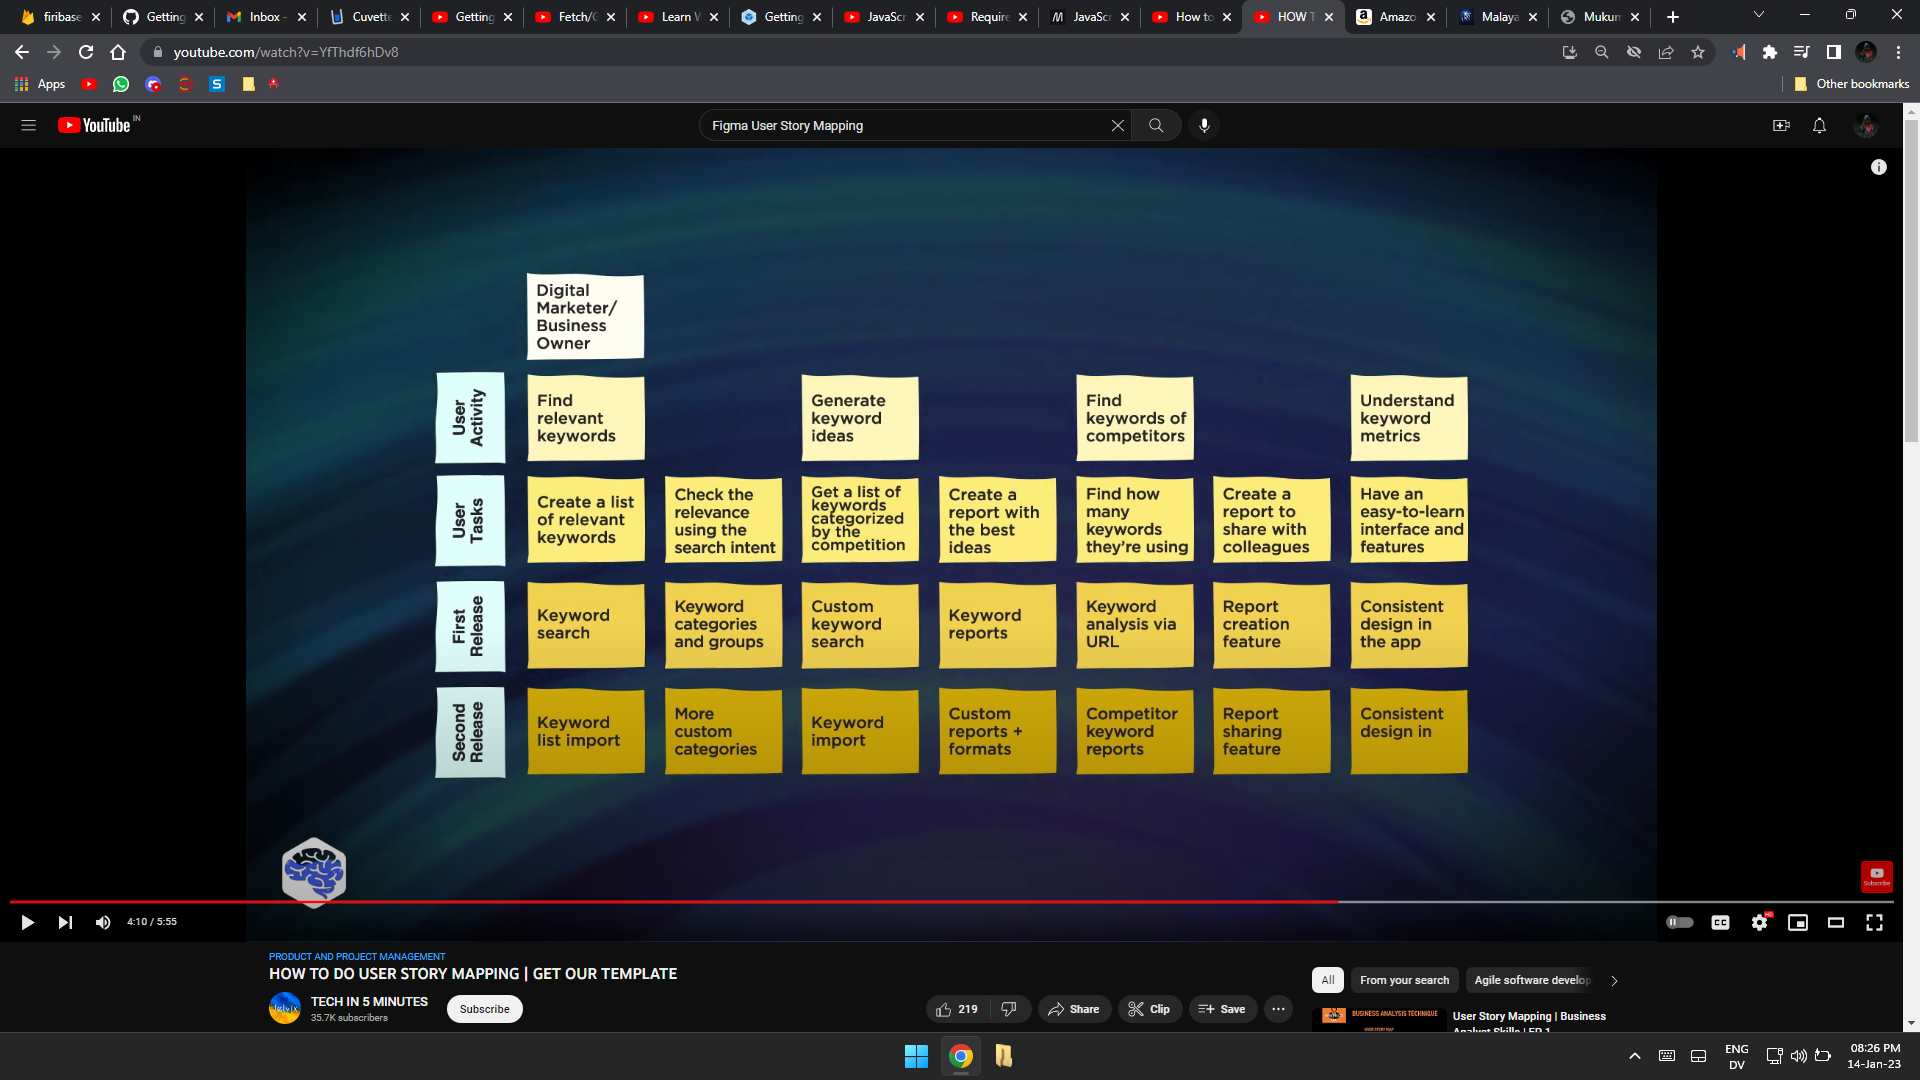 firibase
Getting
Inbox -
Cuvette
Getting
Fetch/
Learn
Getting
JavaScr
Require
JavaScr
How to
HOW T
Amazo
Malaya
Mukun
youtube.com/watch?v=YfThdf6hDv8
Apps
Other bookmarks
YouTube IN
Figma User Story Mapping
Digital
Marketer/
Business
Owner
User
Activity
Find
relevant
keywords
Generate
keyword
ideas
Find
keywords of
competitors
Understand
keyword
metrics
User
Tasks
Create a list
of relevant
keywords
Check the
relevance
using the
search intent
Get a list of
keywords
categorized
by the
competition
Create a
report with
the best
ideas
Find how
many
keywords
they're using
Create a
report to
share with
colleagues
Have an
easy-to-learn
interface and
features
First
Release
Keyword
search
Keyword
categories
and groups
Custom
keyword
search
Keyword
reports
Keyword
analysis via
URL
Report
creation
feature
Consistent
design in
the app
Second
Release
Keyword
list import
More
custom
categories
Keyword
import
Custom
reports +
formats
Competitor
keyword
reports
Report
sharing
feature
Consistent
design in
Subscribe
4:10 / 5:55
CC
HD
PRODUCT AND PROJECT MANAGEMENT
HOW TO DO USER STORY MAPPING | GET OUR TEMPLATE
jelvix
TECH IN 5 MINUTES
35.7K subscribers
Subscribe
219
Share
Clip
Save
All
From your search
Agile software develop
BUSINESS ANALYSIS TECHNIQUE
USER STORY MAP
User Story Mapping | Business
Analyst Skills | EP 1
ENG
DV
08:26 PM
14-Jan-23